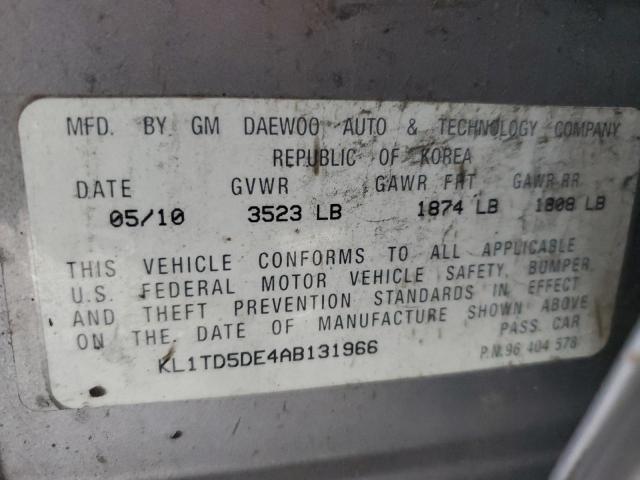 MFD. BY GM DAEWOO AUTO & TECHNOLOGY COMPANY
REPUBLIC OF KOREA
DATE GVWR GAWR FRT GAWR RR
05/10 3523 LB 1874 LB 1808 LB
THIS VEHICLE CONFORMS TO ALL APPLICABLE
U.S. FEDERAL MOTOR VEHICLE SAFETY, BUMPER,
AND THEFT PREVENTION STANDARDS IN EFFECT
ON THE DATE OF MANUFACTURE SHOWN ABOVE
PASS. CAR
KL1TD5DE4AB131966 P.N.96 404 578